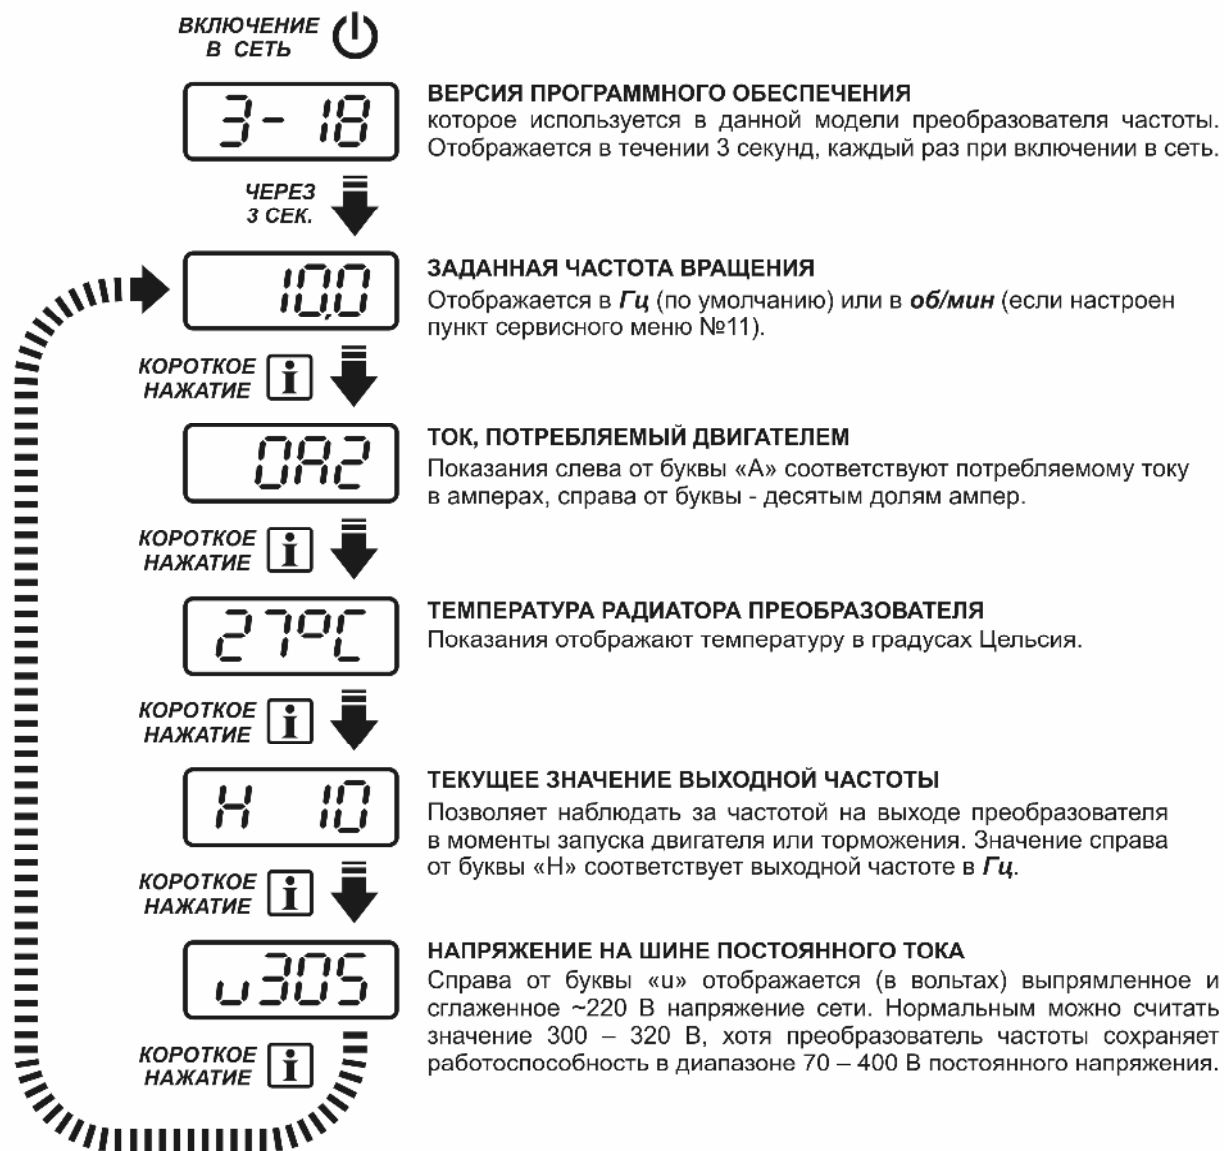 ВКЛЮЧЕНИЕ
В СЕТЬ
3- 18
ВЕРСИЯ ПРОГРАММНОГО ОБЕСПЕЧЕНИЯ
которое используется в данной модели преобразователя частоты.
Отображается в течении 3 секунд, каждый раз при включении в сеть.
ЧЕРЕЗ
3 СЕК.
10,0
ЗАДАННАЯ ЧАСТОТА ВРАЩЕНИЯ
Отображается в Гц (по умолчанию) или в об/мин (если настроен
пункт сервисного меню №11).
КОРОТКОЕ
НАЖАТИЕ i
0A2
ТОК, ПОТРЕБЛЯЕМЫЙ ДВИГАТЕЛЕМ
Показания слева от буквы «А» соответствуют потребляемому току
в амперах, справа от буквы - десятым долям ампер.
КОРОТКОЕ
НАЖАТИЕ i
27°C
ТЕМПЕРАТУРА РАДИАТОРА ПРЕОБРАЗОВАТЕЛЯ
Показания отображают температуру в градусах Цельсия.
КОРОТКОЕ
НАЖАТИЕ i
H 10
ТЕКУЩЕЕ ЗНАЧЕНИЕ ВЫХОДНОЙ ЧАСТОТЫ
Позволяет наблюдать за частотой на выходе преобразователя
в моменты запуска двигателя или торможения. Значение справа
от буквы «Н» соответствует выходной частоте в Гц.
КОРОТКОЕ
НАЖАТИЕ i
u305
НАПРЯЖЕНИЕ НА ШИНЕ ПОСТОЯННОГО ТОКА
Справа от буквы «u» отображается (в вольтах) выпрямленное и
сглаженное ~220 В напряжение сети. Нормальным можно считать
значение 300 – 320 В, хотя преобразователь частоты сохраняет
работоспособность в диапазоне 70 – 400 В постоянного напряжения.
КОРОТКОЕ
НАЖАТИЕ i